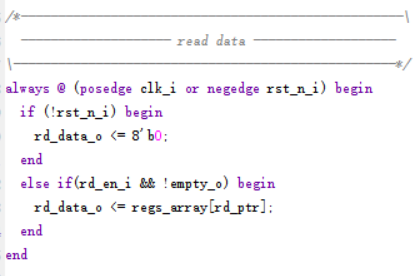 /*————————————————————\
———————— read data ————————
\————————————————————*/
always @ (posedge clk_i or negedge rst_n_i) begin
  if (!rst_n_i) begin
    rd_data_o <= 8'b0;
  end
  else if(rd_en_i && !empty_o) begin
    rd_data_o <= regs_array[rd_ptr];
  end
end